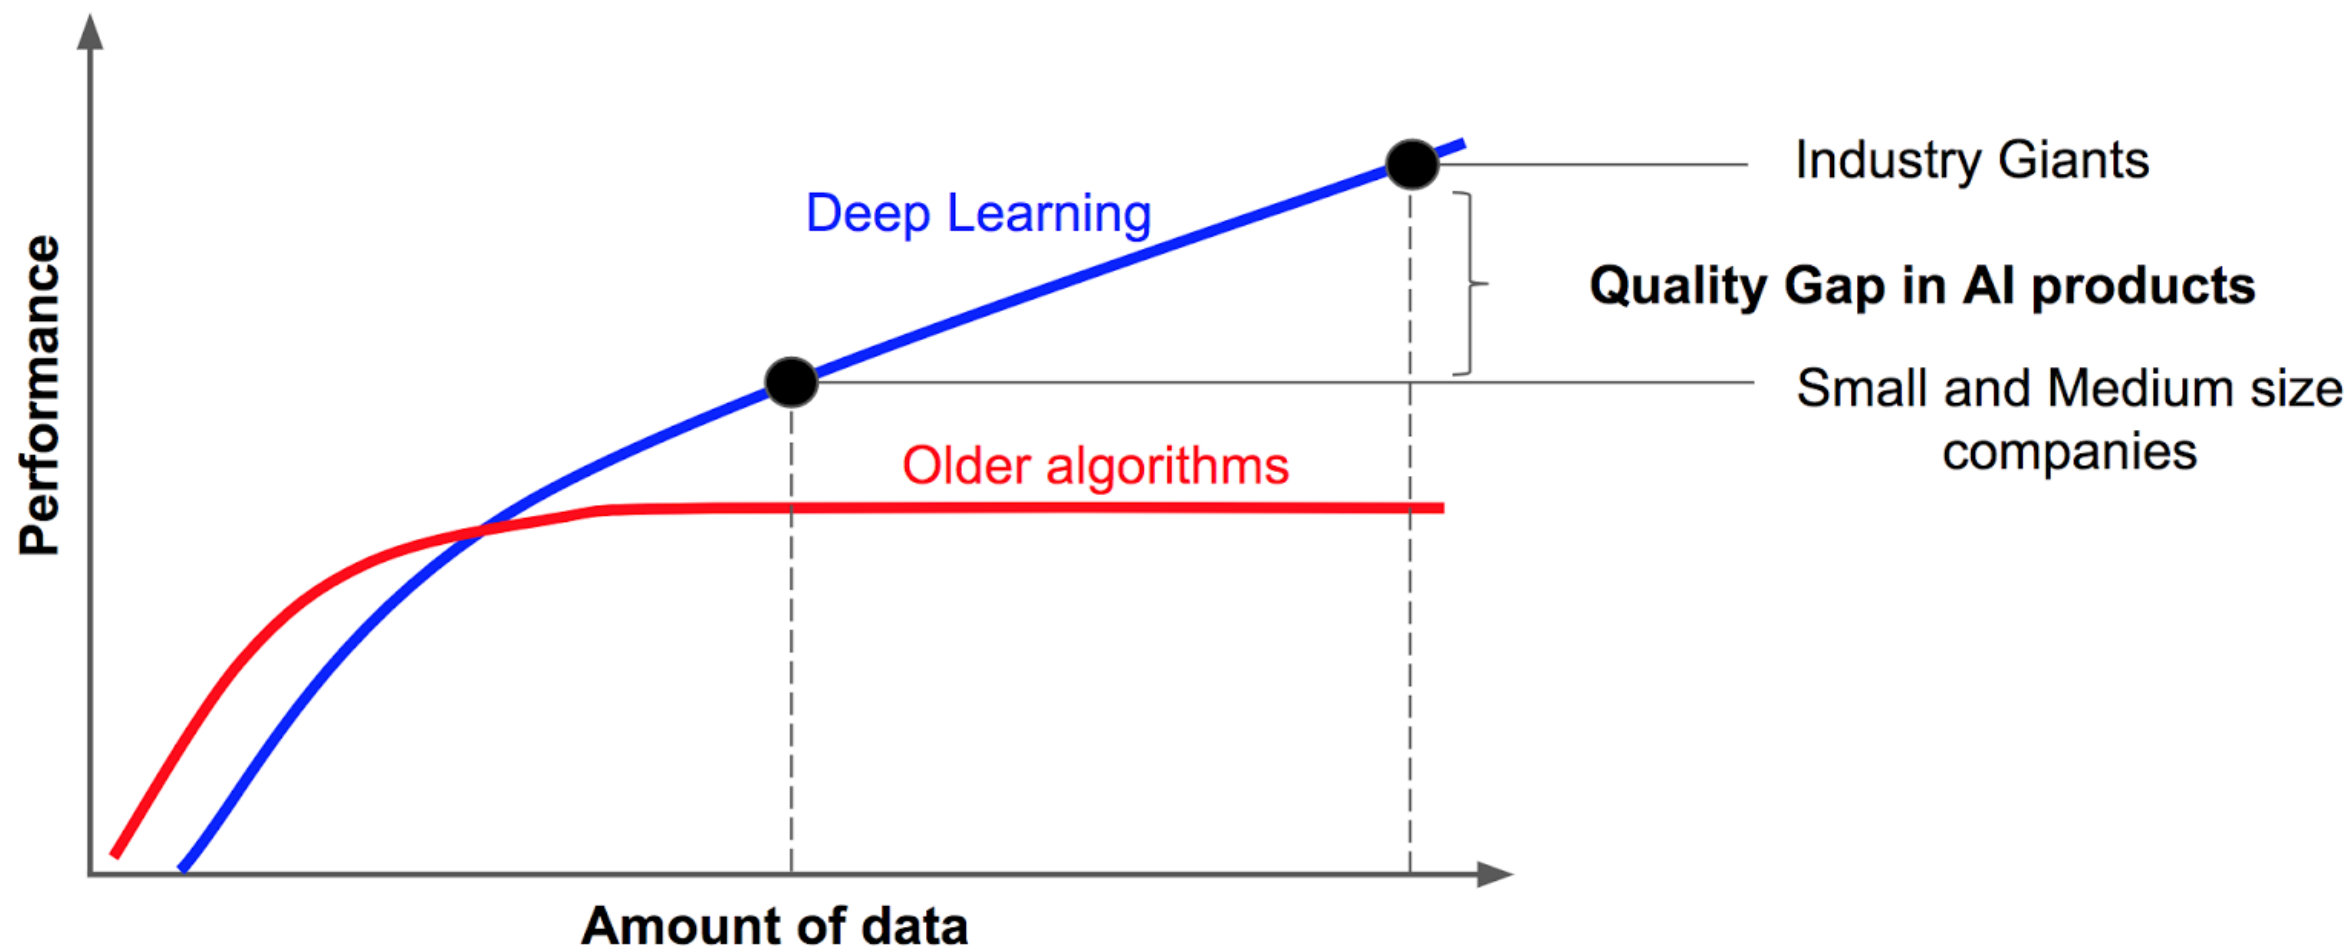 Industry Giants
Deep Learning
Quality Gap in AI products
Performance
Small and Medium size
companies
Older algorithms
Amount of data